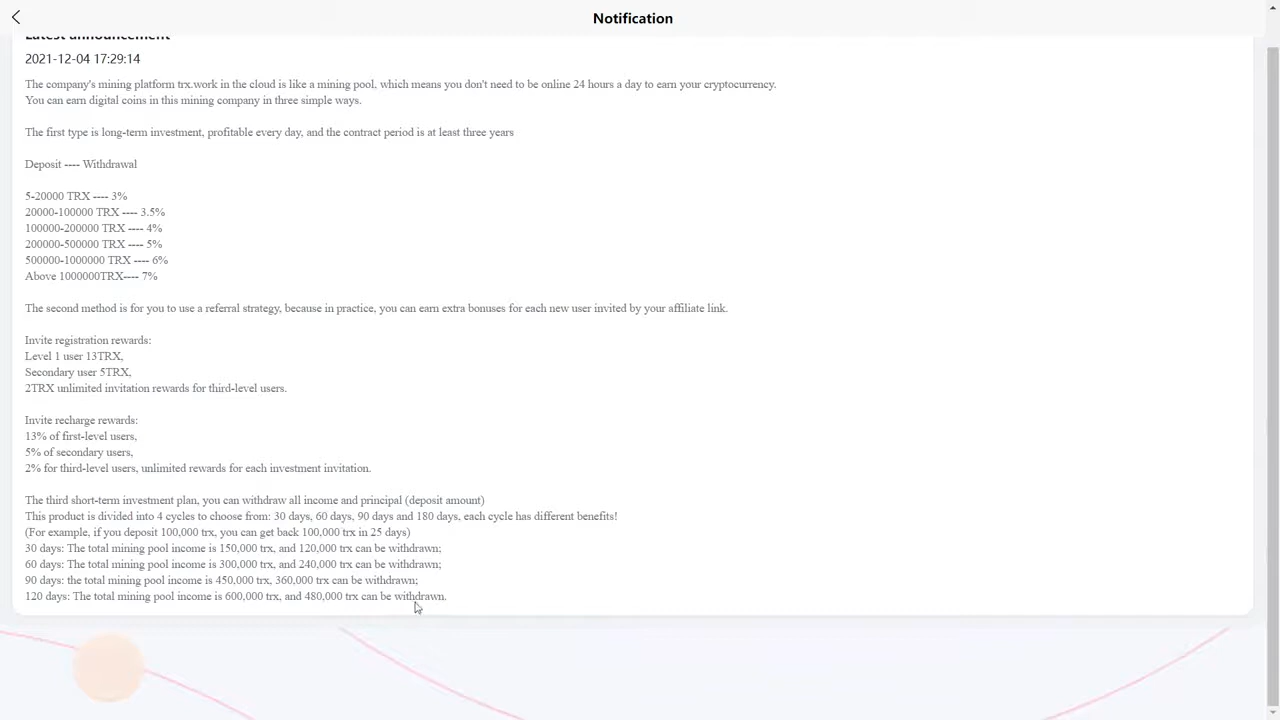 Notification
Latest announcement
2021-12-04 17:29:14
The company's mining platform trx.work in the cloud is like a mining pool, which means you don't need to be online 24 hours a day to earn your cryptocurrency.
You can earn digital coins in this mining company in three simple ways.
The first type is long-term investment, profitable every day, and the contract period is at least three years
Deposit ---- Withdrawal
5-20000 TRX ---- 3%
20000-100000 TRX ---- 3.5%
100000-200000 TRX ---- 4%
200000-500000 TRX ---- 5%
500000-1000000 TRX ---- 6%
Above 1000000TRX---- 7%
The second method is for you to use a referral strategy, because in practice, you can earn extra bonuses for each new user invited by your affiliate link.
Invite registration rewards:
Level 1 user 13TRX,
Secondary user 5TRX,
2TRX unlimited invitation rewards for third-level users.
Invite recharge rewards:
13% of first-level users,
5% of secondary users,
2% for third-level users, unlimited rewards for each investment invitation.
The third short-term investment plan, you can withdraw all income and principal (deposit amount)
This product is divided into 4 cycles to choose from: 30 days, 60 days, 90 days and 180 days, each cycle has different benefits!
(For example, if you deposit 100,000 trx, you can get back 100,000 trx in 25 days)
30 days: The total mining pool income is 150,000 trx, and 120,000 trx can be withdrawn;
60 days: The total mining pool income is 300,000 trx, and 240,000 trx can be withdrawn;
90 days: the total mining pool income is 450,000 trx, 360,000 trx can be withdrawn;
120 days: The total mining pool income is 600,000 trx, and 480,000 trx can be withdrawn.